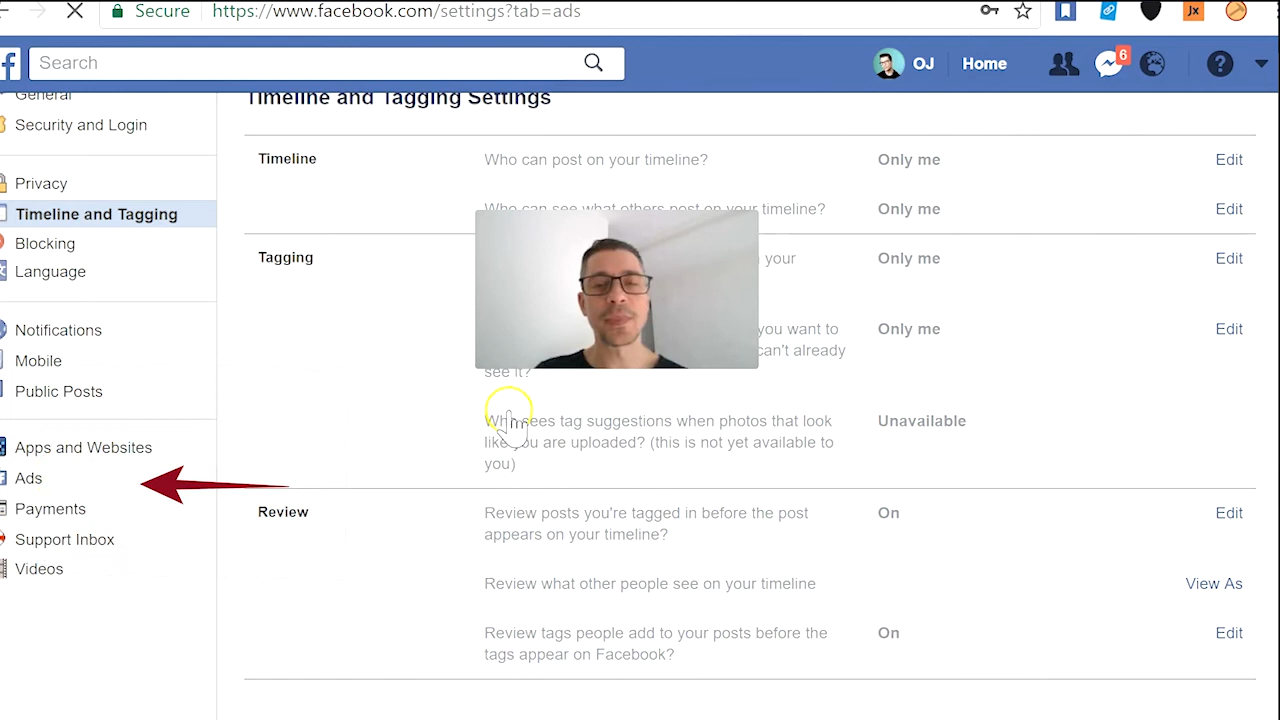 Secure https://www.facebook.com/settings?tab=ads
Jx
f Search OJ Home 6 ?
General
Security and Login
Privacy
Timeline and Tagging
Blocking
Language
Notifications
Mobile
Public Posts
Apps and Websites
Ads
Payments
Support Inbox
Videos
Timeline and Tagging Settings
Timeline Who can post on your timeline? Only me Edit
Who can see what others post on your timeline? Only me Edit
Tagging your Only me Edit
you want to Only me Edit
can't already
see it?
Who sees tag suggestions when photos that look Unavailable
like you are uploaded? (this is not yet available to
you)
Review Review posts you're tagged in before the post On Edit
appears on your timeline?
Review what other people see on your timeline View As
Review tags people add to your posts before the On Edit
tags appear on Facebook?